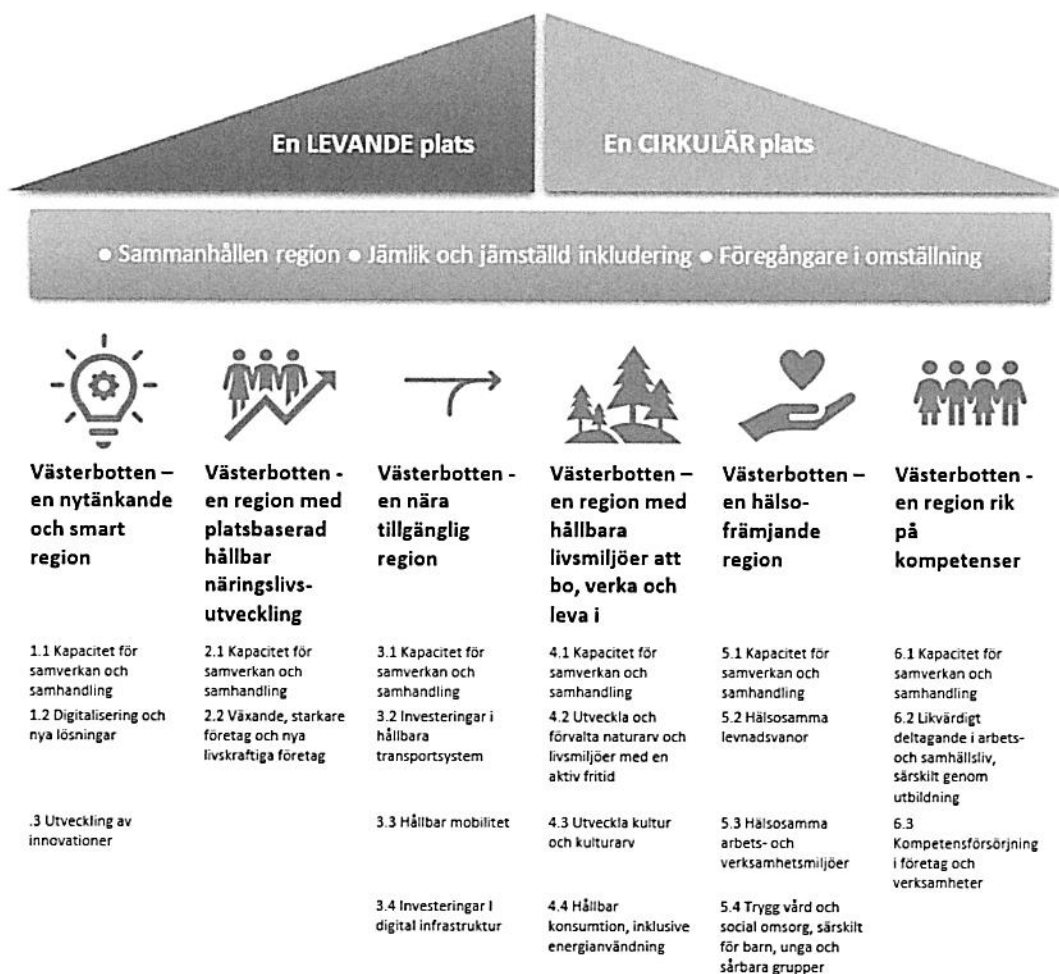 En LEVANDE plats
En CIRKULÄR plats
● Sammanhållen region ● Jämlik och jämställd inkludering ● Föregångare i omställning
Västerbotten –
en nytänkande
och smart
region
Västerbotten -
en region med
platsbaserad
hållbar
näringslivs-
utveckling
Västerbotten -
en nära
tillgänglig
region
Västerbotten –
en region med
hållbara
livsmiljöer att
bo, verka och
leva i
Västerbotten –
en hälso-
främjande
region
Västerbotten -
en region rik
på
kompetenser
1.1 Kapacitet för
samverkan och
samhandling
2.1 Kapacitet för
samverkan och
samhandling
3.1 Kapacitet för
samverkan och
samhandling
4.1 Kapacitet för
samverkan och
samhandling
5.1 Kapacitet för
samverkan och
samhandling
6.1 Kapacitet för
samverkan och
samhandling
1.2 Digitalisering och
nya lösningar
2.2 Växande, starkare
företag och nya
livskraftiga företag
3.2 Investeringar i
hållbara
transportsystem
4.2 Utveckla och
förvalta naturarv och
livsmiljöer med en
aktiv fritid
5.2 Hälsosamma
levnadsvanor
6.2 Likvärdigt
deltagande i arbets-
och samhällsliv,
särskilt genom
utbildning
.3 Utveckling av
innovationer
3.3 Hållbar mobilitet
4.3 Utveckla kultur
och kulturarv
5.3 Hälsosamma
arbets- och
verksamhetsmiljöer
6.3
Kompetensförsörjning
i företag och
verksamheter
3.4 Investeringar I
digital infrastruktur
4.4 Hållbar
konsumtion, inklusive
energianvändning
5.4 Trygg vård och
social omsorg, särskilt
för barn, unga och
sårbara grupper